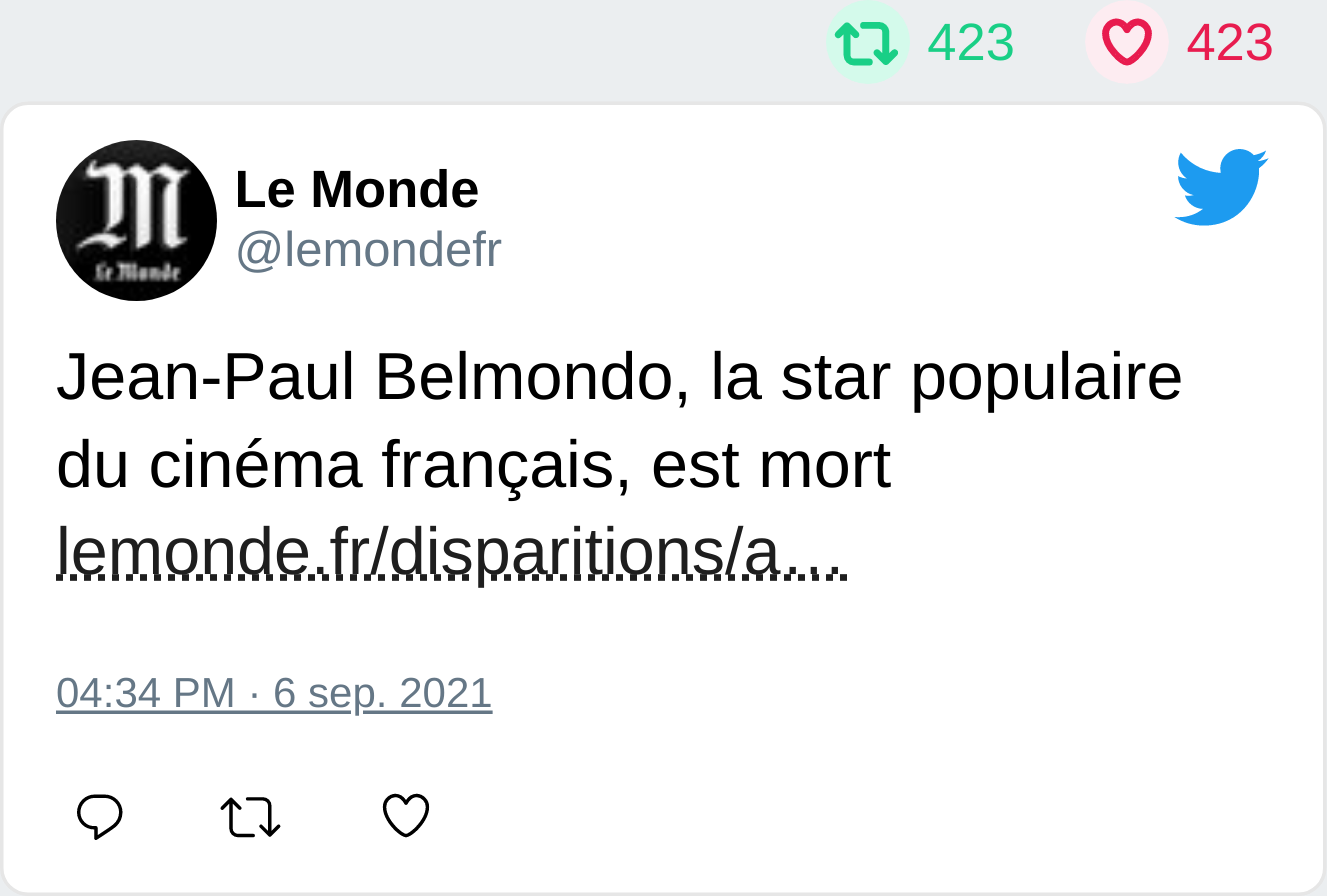 423 423
Le Monde
@lemondefr
M
Le Monde
Jean-Paul Belmondo, la star populaire
du cinéma français, est mort
lemonde.fr/disparitions/a…
04:34 PM · 6 sep. 2021